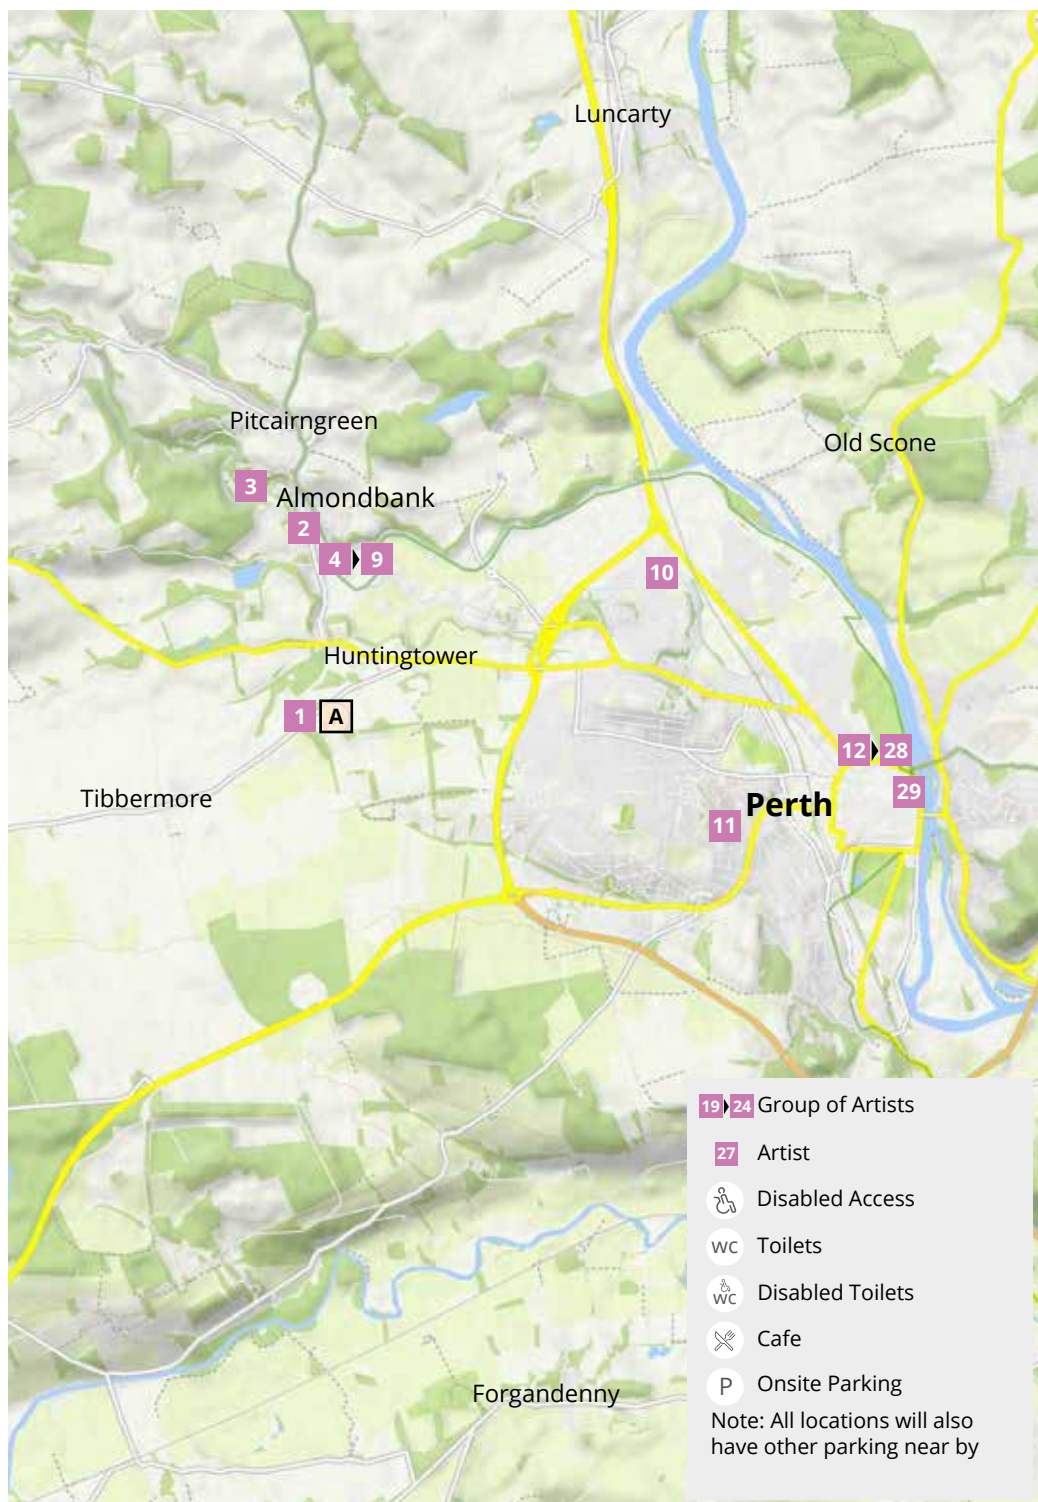 Luncarty
Pitcairngreen
Old Scone
3
Almondbank
2
4 9
10
Huntingtower
1 A
12 28
Tibbermore
29
Perth
11
19 24 Group of Artists
27 Artist
Disabled Access
WC Toilets
WC Disabled Toilets
Cafe
P Onsite Parking
Forgandenny
Note: All locations will also
have other parking near by